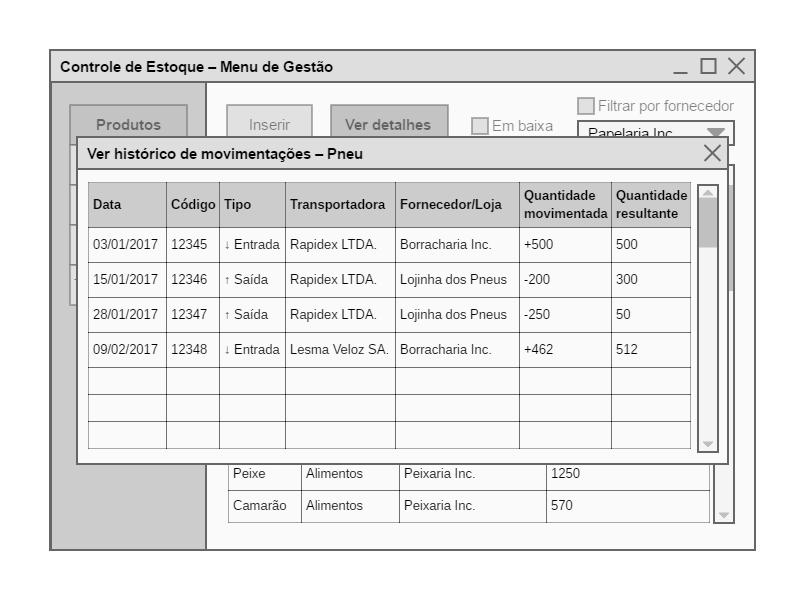 Controle de Estoque – Menu de Gestão
Produtos
Inserir
Ver detalhes
Em baixa
Filtrar por fornecedor
Papelaria Inc.
Ver histórico de movimentações – Pneu
Data Código Tipo Transportadora Fornecedor/Loja Quantidade movimentada Quantidade resultante
03/01/2017 12345 ↓ Entrada Rapidex LTDA. Borracharia Inc. +500 500
15/01/2017 12346 ↑ Saída Rapidex LTDA. Lojinha dos Pneus -200 300
28/01/2017 12347 ↑ Saída Rapidex LTDA. Lojinha dos Pneus -250 50
09/02/2017 12348 ↓ Entrada Lesma Veloz SA. Borracharia Inc. +462 512
Peixe Alimentos Peixaria Inc. 1250
Camarão Alimentos Peixaria Inc. 570